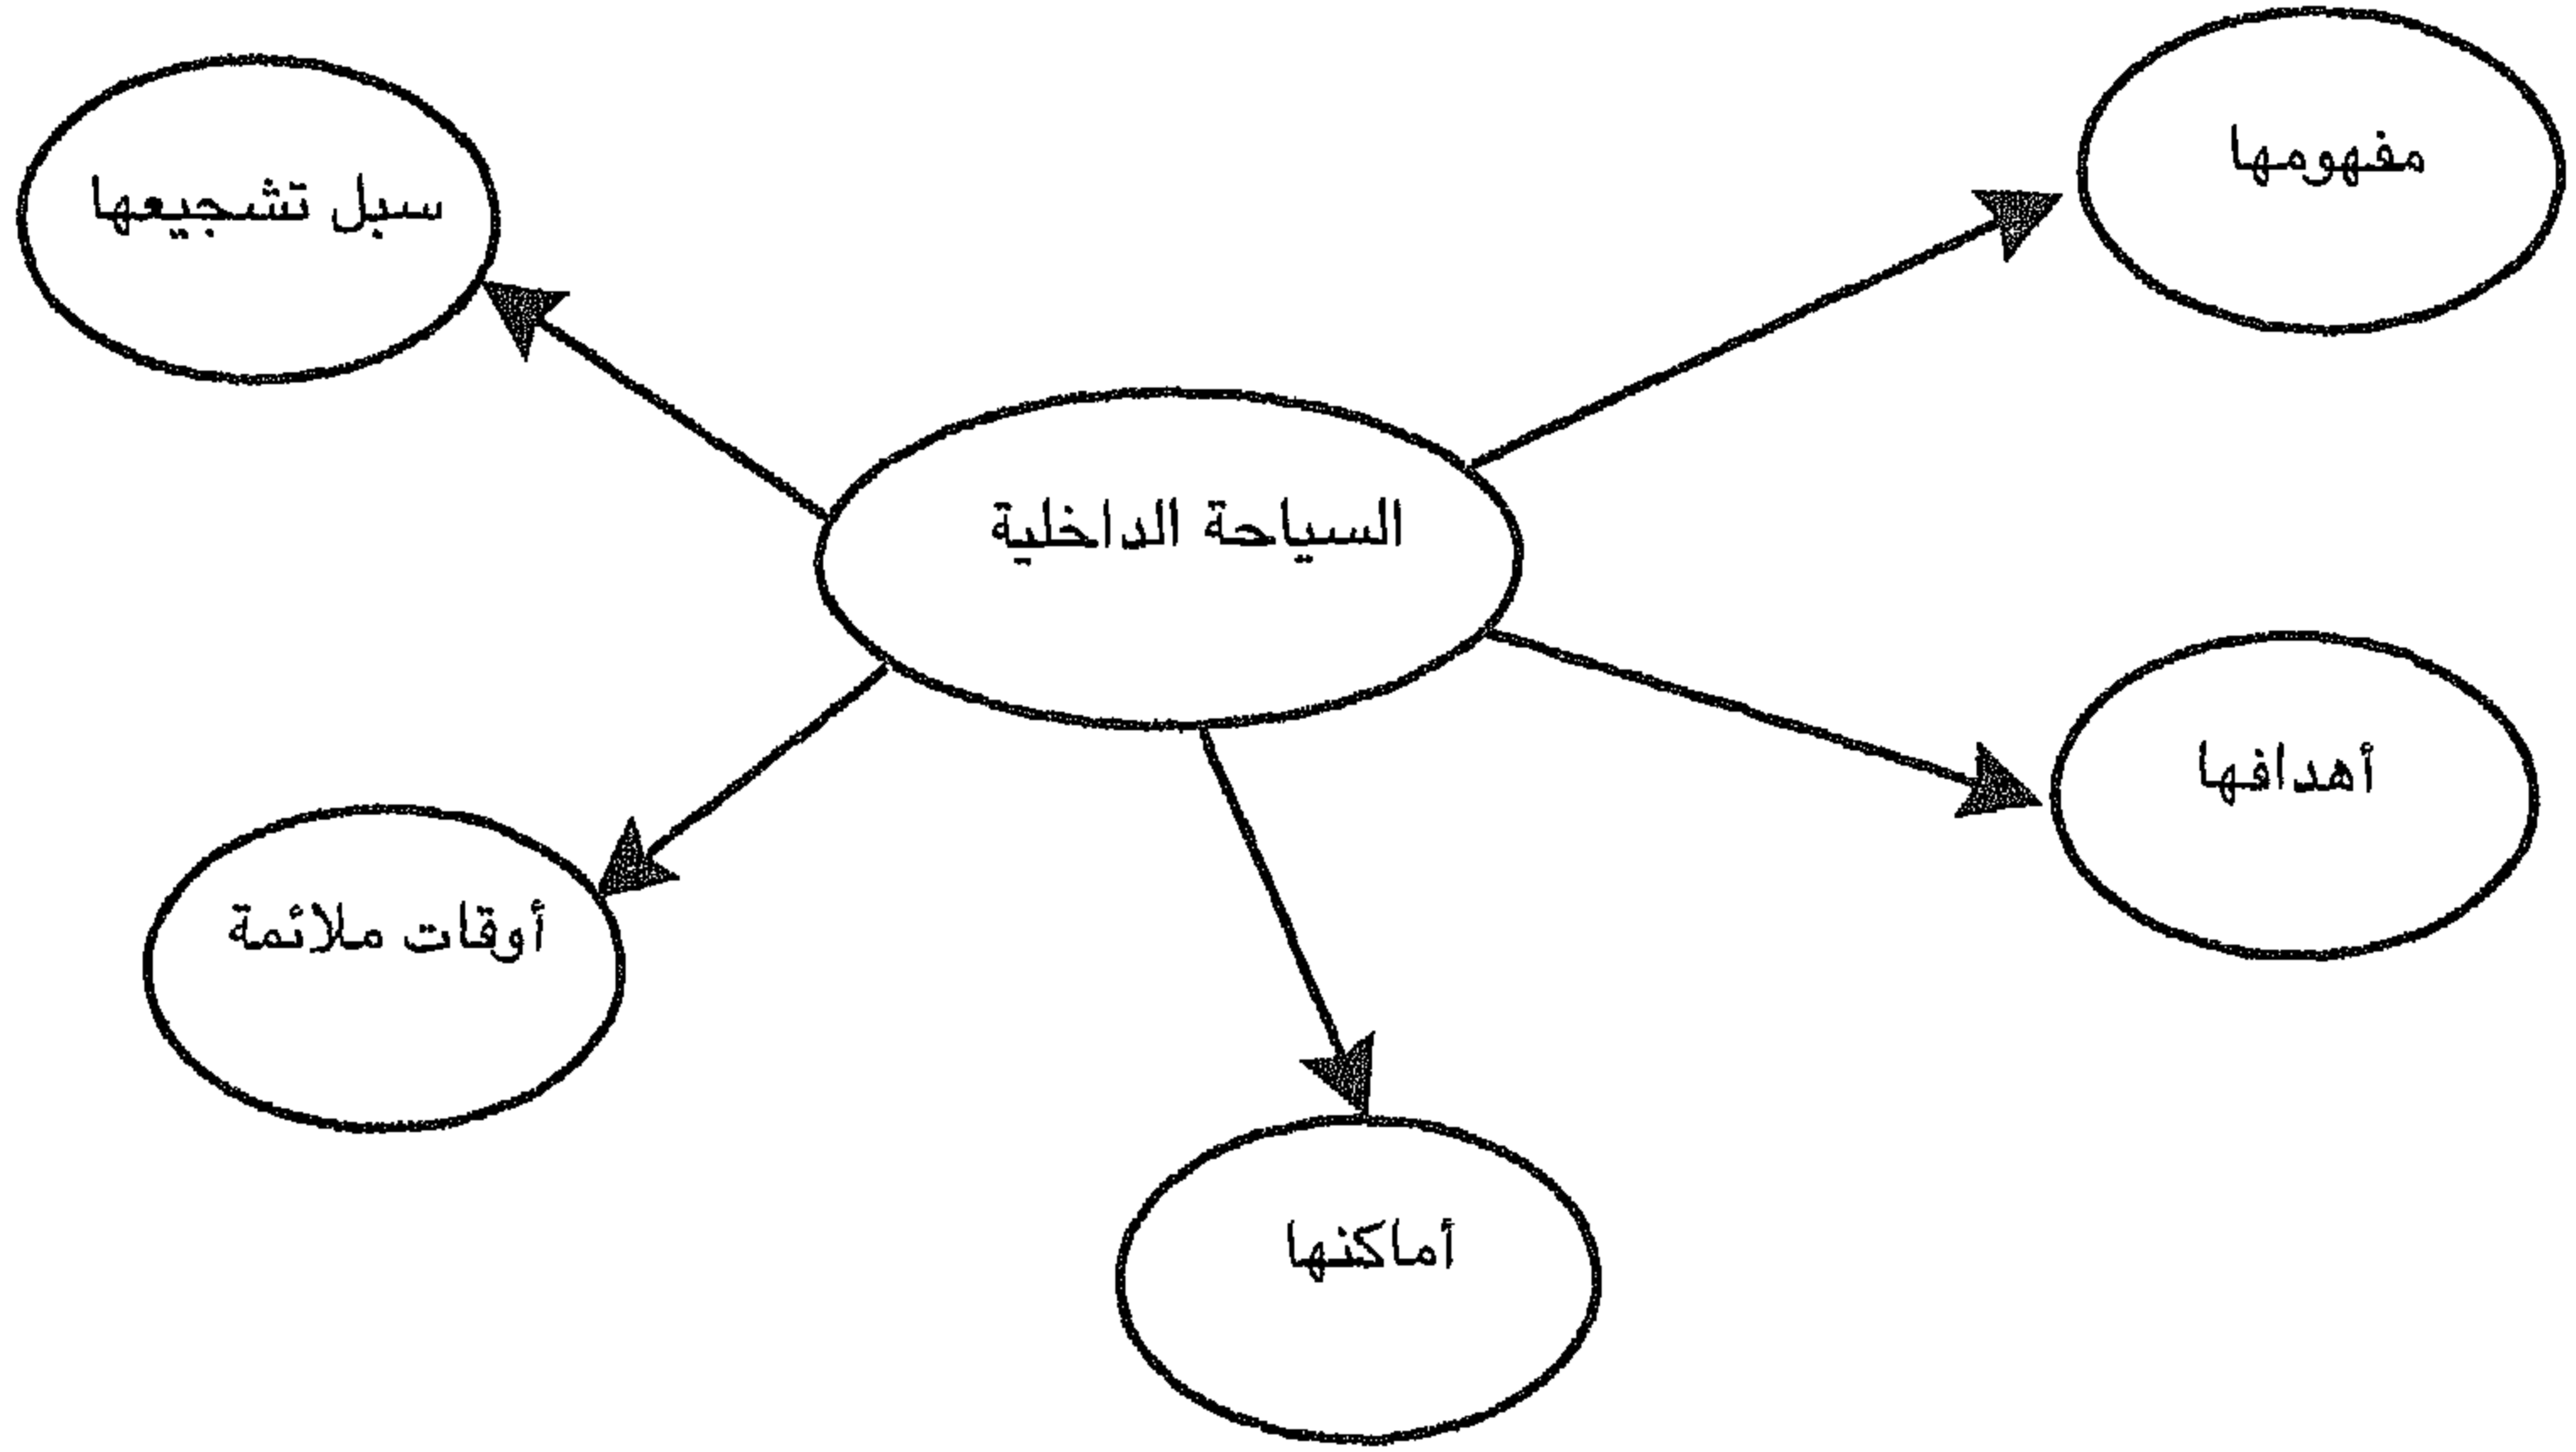 مفهومها
سبل تشجيعها
السياحة الداخلية
أهدافها
أوقات ملائمة
أماكنها